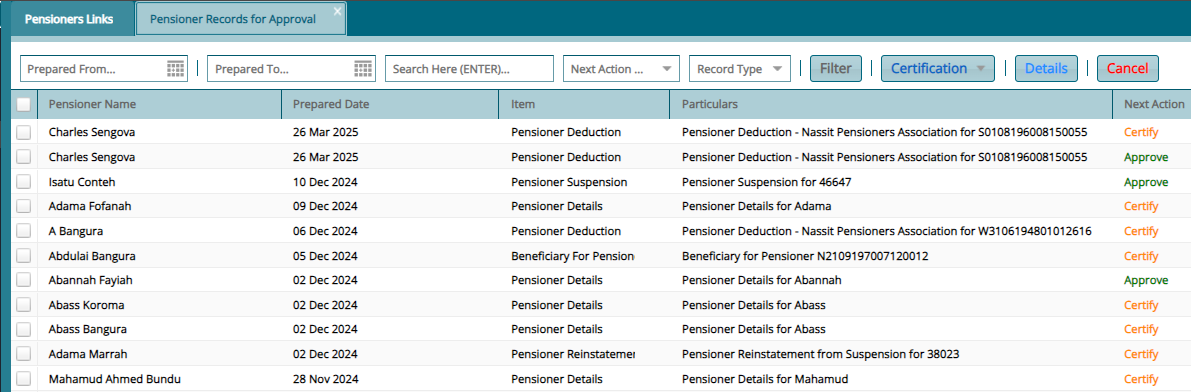 Pensioners Links Pensioner Records for Approval x
Prepared From... Prepared To... Search Here (ENTER)... Next Action ... Record Type Filter Certification Details Cancel
Pensioner Name Prepared Date Item Particulars Next Action
Charles Sengova 26 Mar 2025 Pensioner Deduction Pensioner Deduction - Nassit Pensioners Association for S0108196008150055 Certify
Charles Sengova 26 Mar 2025 Pensioner Deduction Pensioner Deduction - Nassit Pensioners Association for S0108196008150055 Approve
Isatu Conteh 10 Dec 2024 Pensioner Suspension Pensioner Suspension for 46647 Approve
Adama Fofanah 09 Dec 2024 Pensioner Details Pensioner Details for Adama Certify
A Bangura 06 Dec 2024 Pensioner Deduction Pensioner Deduction - Nassit Pensioners Association for W3106194801012616 Certify
Abdulai Bangura 05 Dec 2024 Beneficiary For Pension Beneficiary for Pensioner N2109197007120012 Certify
Abannah Fayiah 02 Dec 2024 Pensioner Details Pensioner Details for Abannah Approve
Abass Koroma 02 Dec 2024 Pensioner Details Pensioner Details for Abass Certify
Abass Bangura 02 Dec 2024 Pensioner Details Pensioner Details for Abass Certify
Adama Marrah 02 Dec 2024 Pensioner Reinstatemer Pensioner Reinstatement from Suspension for 38023 Certify
Mahamud Ahmed Bundu 28 Nov 2024 Pensioner Details Pensioner Details for Mahamud Certify